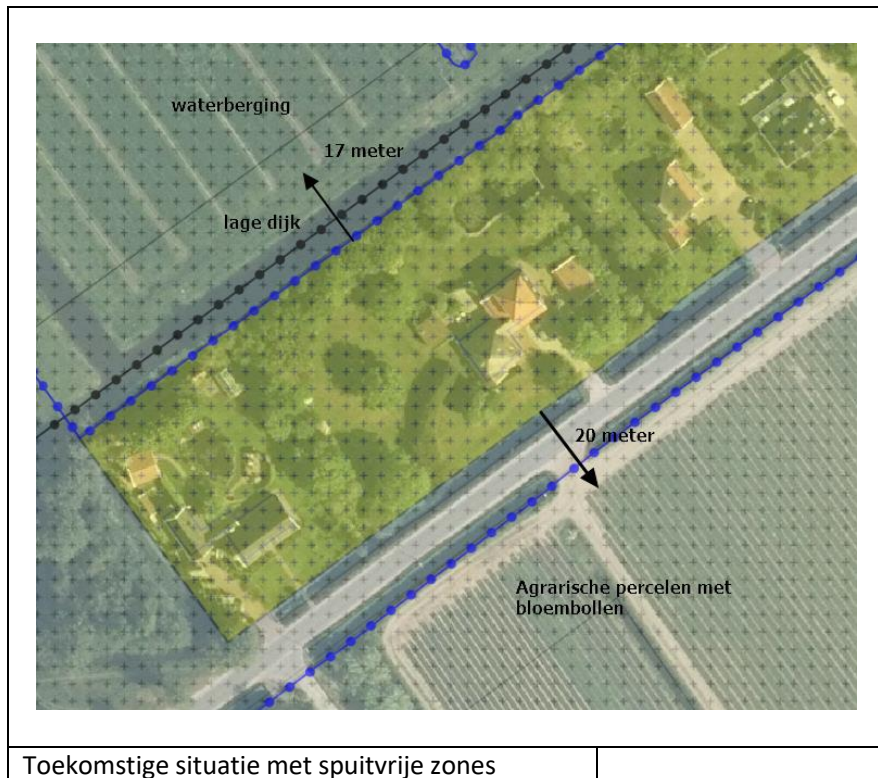 waterberging
17 meter
lage dijk
20 meter
Agrarische percelen met
bloembollen
Toekomstige situatie met spuitvrije zones